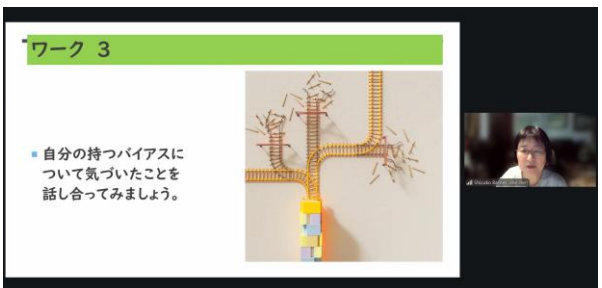 ワーク 3
自分の持つバイアスに
ついて気づいたことを
話し合ってみましょう。